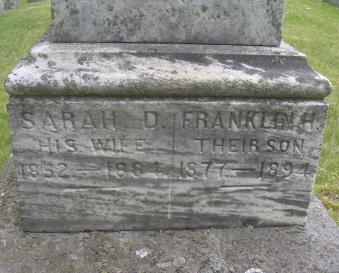 SARAH D.
HIS WIFE
1852–1884.
FRANKLIN H.
THEIR SON.
1877–1894.